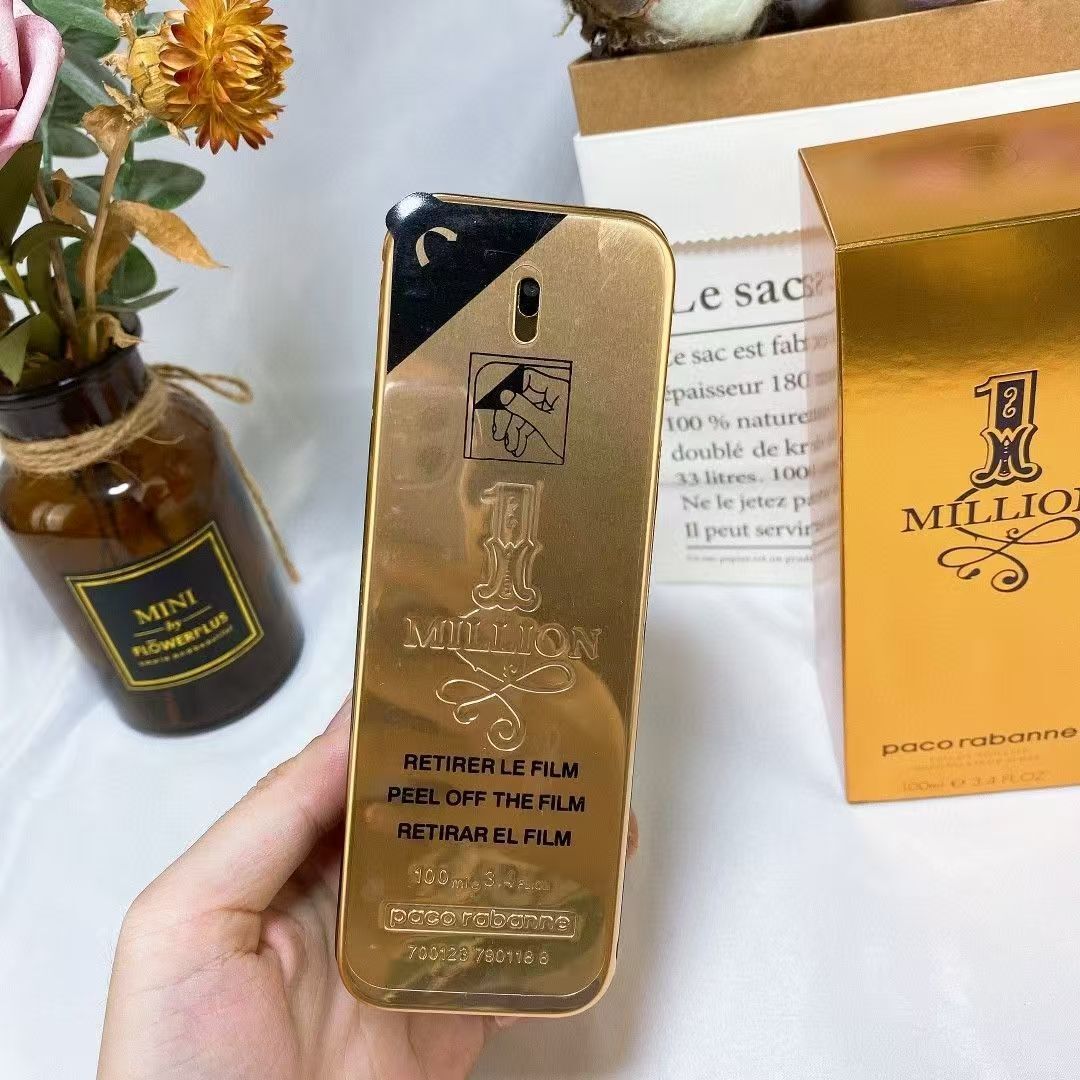 1
MILLION
RETIRER LE FILM
PEEL OFF THE FILM
RETIRAR EL FILM
100 ml e 3.4 FL.OZ
paco rabanne
MINI
by
FLOWERPLUS
Le sac
Le sac est fab
épaisseur 180
100 % nature
doublé de kr
33 litres. 100
Ne le jetez pa
Il peut servir
1
MILLION
paco rabanne
100ml e 3.4 FL.OZ